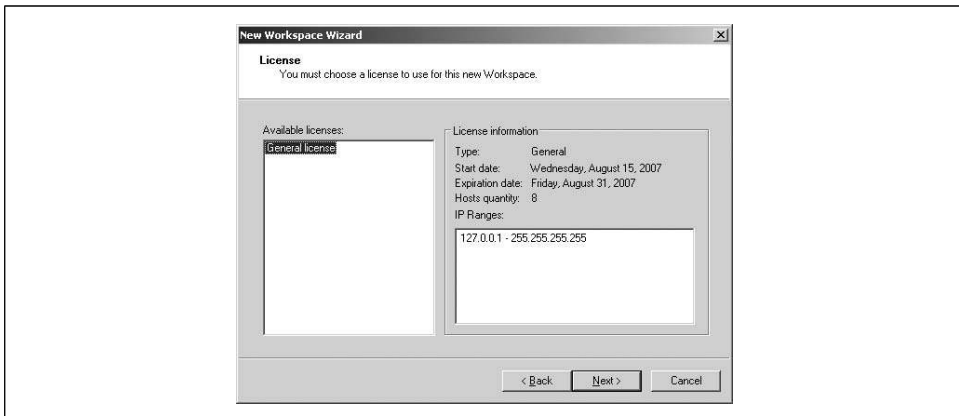 New Workspace Wizard
License
You must choose a license to use for this new Workspace.
Available licenses:
General license
License information
Type: General
Start date: Wednesday, August 15, 2007
Expiration date: Friday, August 31, 2007
Hosts quantity: 8
IP Ranges:
127.0.0.1 - 255.255.255.255
< Back
Next >
Cancel